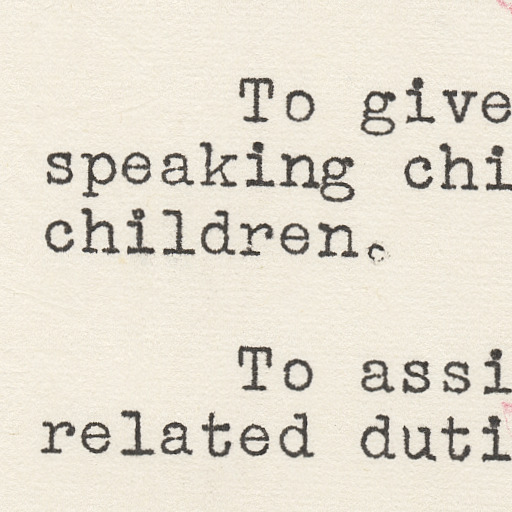 To give
speaking chi
children.
To assi
related duti